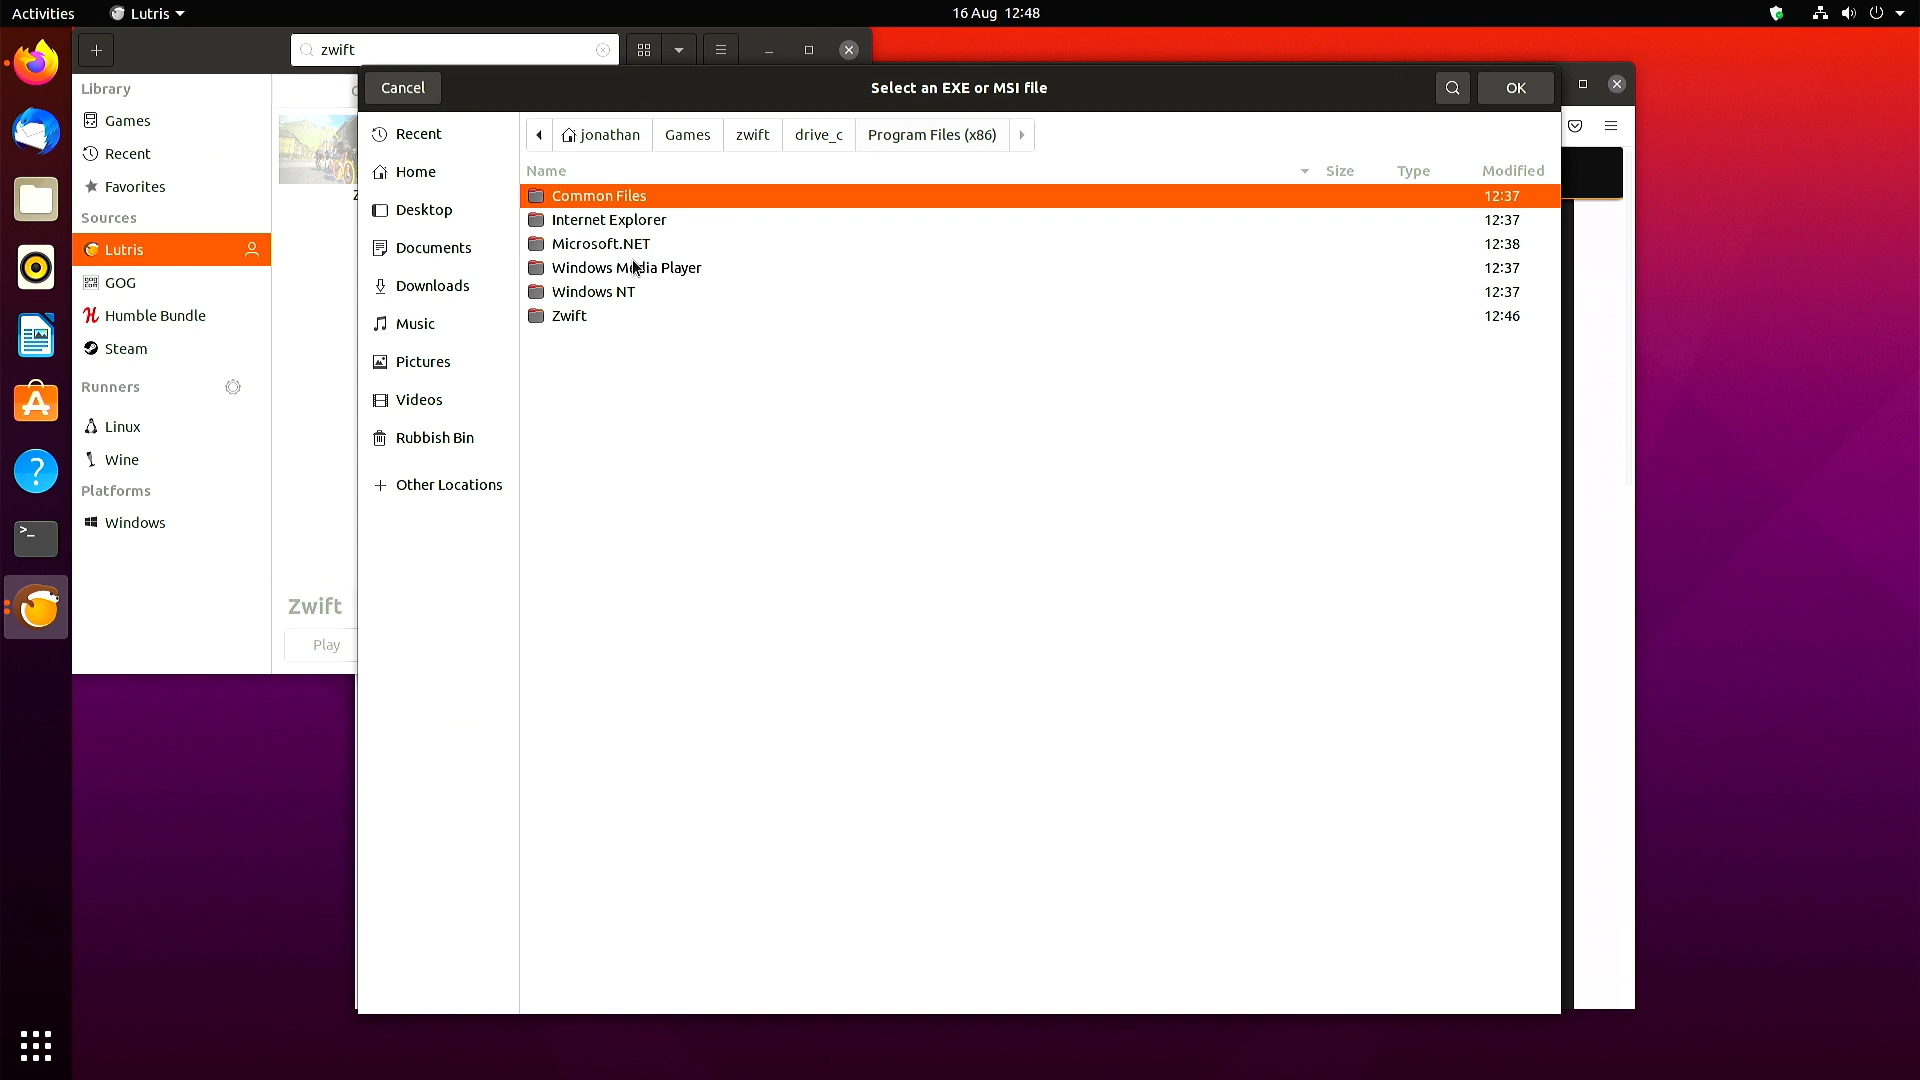 Activities
Lutris
16 Aug 12:48
zwift
Cancel
Select an EXE or MSI file
OK
Library
Games
Recent
Favorites
Sources
Lutris
GOG
Humble Bundle
Steam
Runners
Linux
Wine
Platforms
Windows
Zwift
Play
Recent
Home
Desktop
Documents
Downloads
Music
Pictures
Videos
Rubbish Bin
Other Locations
jonathan Games zwift drive_c Program Files (x86)
Name Size Type Modified
Common Files 12:37
Internet Explorer 12:37
Microsoft.NET 12:38
Windows Media Player 12:37
Windows NT 12:37
Zwift 12:46